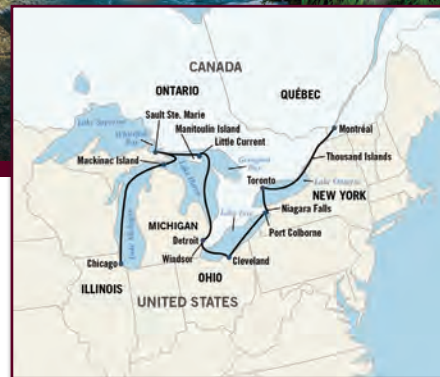 CANADA
ONTARIO
QUÉBEC
Lake Superior
Sault Ste. Marie
Whitefish
Bay
Manitoulin Island
Little Current
Montréal
Mackinac Island
Georgian
Bay
Thousand Islands
Lake Huron
Toronto
Lake Ontario
NEW YORK
Lake Michigan
MICHIGAN
Lake Erie
Niagara Falls
Detroit
Port Colborne
Chicago
Windsor
Cleveland
OHIO
ILLINOIS
UNITED STATES